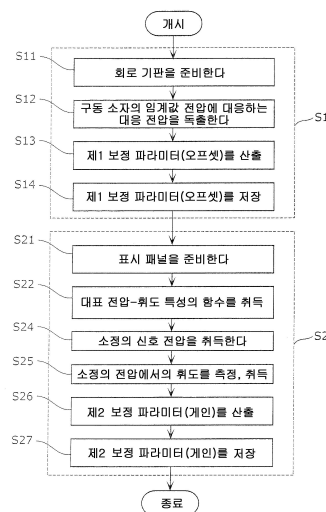 개시
S11
회로 기판을 준비한다
S1
S12
구동 소자의 임계값 전압에 대응하는
대응 전압을 독출한다
S13
제1 보정 파라미터(오프셋)를 산출
S14
제1 보정 파라미터(오프셋)를 저장
S21
표시 패널을 준비한다
S22
대표 전압-휘도 특성의 함수를 취득
S24
소정의 신호 전압을 취득한다
S2
S25
소정의 전압에서의 휘도를 측정, 취득
S26
제2 보정 파라미터(게인)를 산출
S27
제2 보정 파라미터(게인)를 저장
종료